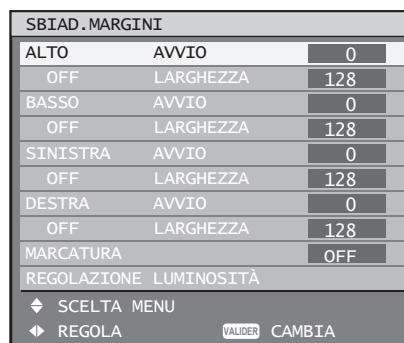 SBIAD.MARGINI
ALTO AVVIO 0
OFF LARGHEZZA 128
BASSO AVVIO 0
OFF LARGHEZZA 128
SINISTRA AVVIO 0
OFF LARGHEZZA 128
DESTRA AVVIO 0
OFF LARGHEZZA 128
MARCATURA OFF
REGOLAZIONE LUMINOSITÀ
SCELTA MENU
REGOLA VALIDER CAMBIA